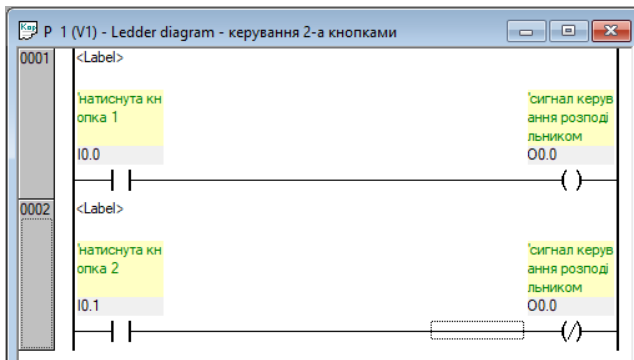 Kop P 1 (V1) - Ledder diagram - керування 2-а кнопками
0001
<Label>
'натиснута кн
опка 1
I0.0
'сигнал керув
ання розподі
льником
O0.0
0002
<Label>
'натиснута кн
опка 2
I0.1
'сигнал керув
ання розподі
льником
O0.0